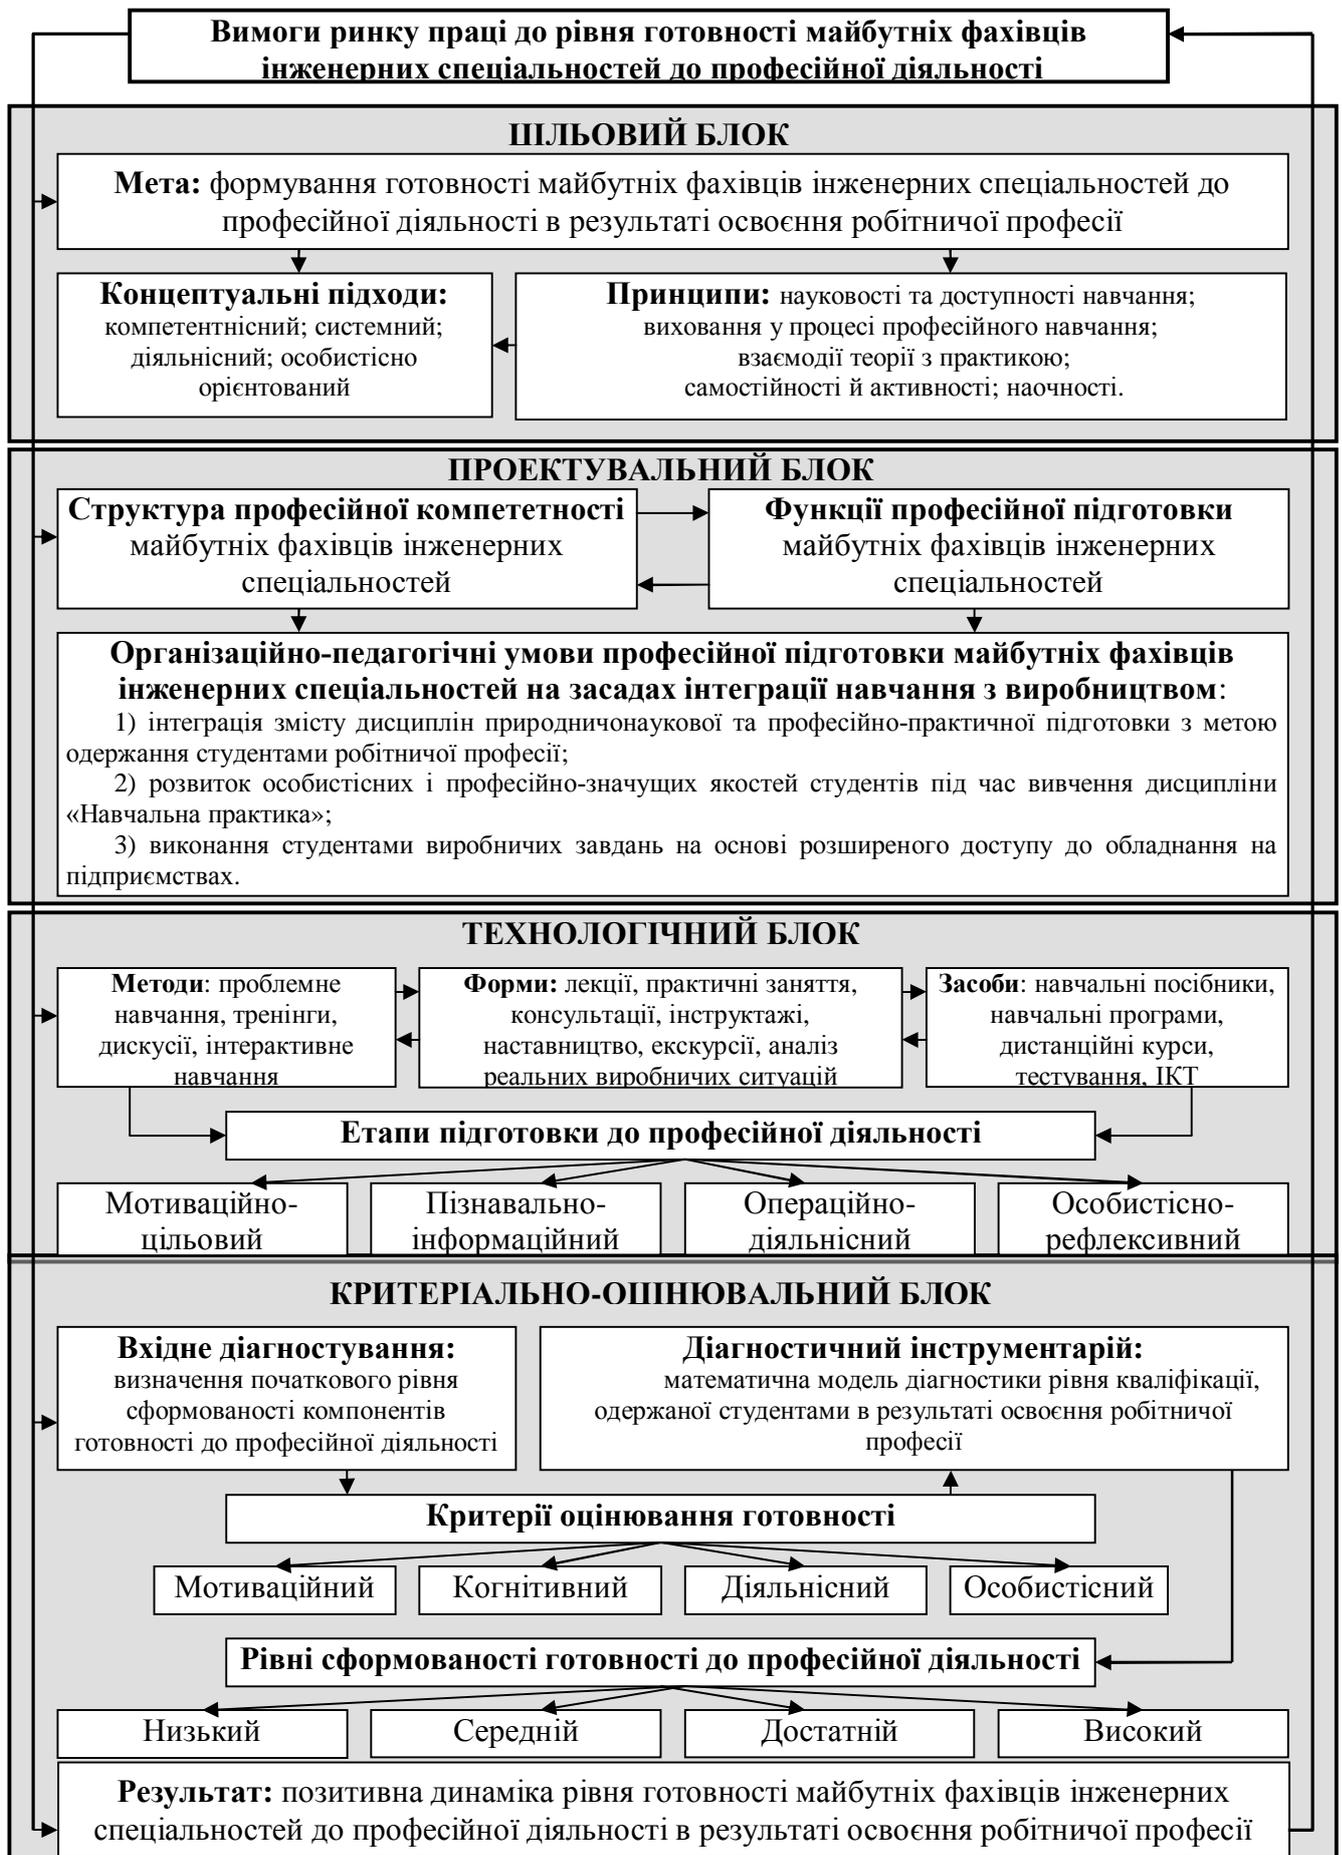 Вимоги ринку праці до рівня готовності майбутніх фахівців
інженерних спеціальностей до професійної діяльності
ЦІЛЬОВИЙ БЛОК
Мета: формування готовності майбутніх фахівців інженерних спеціальностей до
професійної діяльності в результаті освоєння робітничої професії
Концептуальні підходи:
компетентнісний; системний;
діяльнісний; особистісно
орієнтований
Принципи: науковості та доступності навчання;
виховання у процесі професійного навчання;
взаємодії теорії з практикою;
самостійності й активності; наочності.
ПРОЕКТУВАЛЬНИЙ БЛОК
Структура професійної компететності
майбутніх фахівців інженерних
спеціальностей
Функції професійної підготовки
майбутніх фахівців інженерних
спеціальностей
Організаційно-педагогічні умови професійної підготовки майбутніх фахівців
інженерних спеціальностей на засадах інтеграції навчання з виробництвом:
1) інтеграція змісту дисциплін природничонаукової та професійно-практичної підготовки з метою
одержання студентами робітничої професії;
2) розвиток особистісних і професійно-значущих якостей студентів під час вивчення дисципліни
«Навчальна практика»;
3) виконання студентами виробничих завдань на основі розширеного доступу до обладнання на
підприємствах.
ТЕХНОЛОГІЧНИЙ БЛОК
Методи: проблемне
навчання, тренінги,
дискусії, інтерактивне
навчання
Форми: лекції, практичні заняття,
консультації, інструктажі,
наставництво, екскурсії, аналіз
реальних виробничих ситуацій
Засоби: навчальні посібники,
навчальні програми,
дистанційні курси,
тестування, ІКТ
Етапи підготовки до професійної діяльності
Мотиваційно-
цільовий
Пізнавально-
інформаційний
Операційно-
діяльнісний
Особистісно-
рефлексивний
КРИТЕРІАЛЬНО-ОЦІНЮВАЛЬНИЙ БЛОК
Вхідне діагностування:
визначення початкового рівня
сформованості компонентів
готовності до професійної діяльності
Діагностичний інструментарій:
математична модель діагностики рівня кваліфікації,
одержаної студентами в результаті освоєння робітничої
професії
Критерії оцінювання готовності
Мотиваційний
Когнітивний
Діяльнісний
Особистісний
Рівні сформованості готовності до професійної діяльності
Низький
Середній
Достатній
Високий
Результат: позитивна динаміка рівня готовності майбутніх фахівців інженерних
спеціальностей до професійної діяльності в результаті освоєння робітничої професії